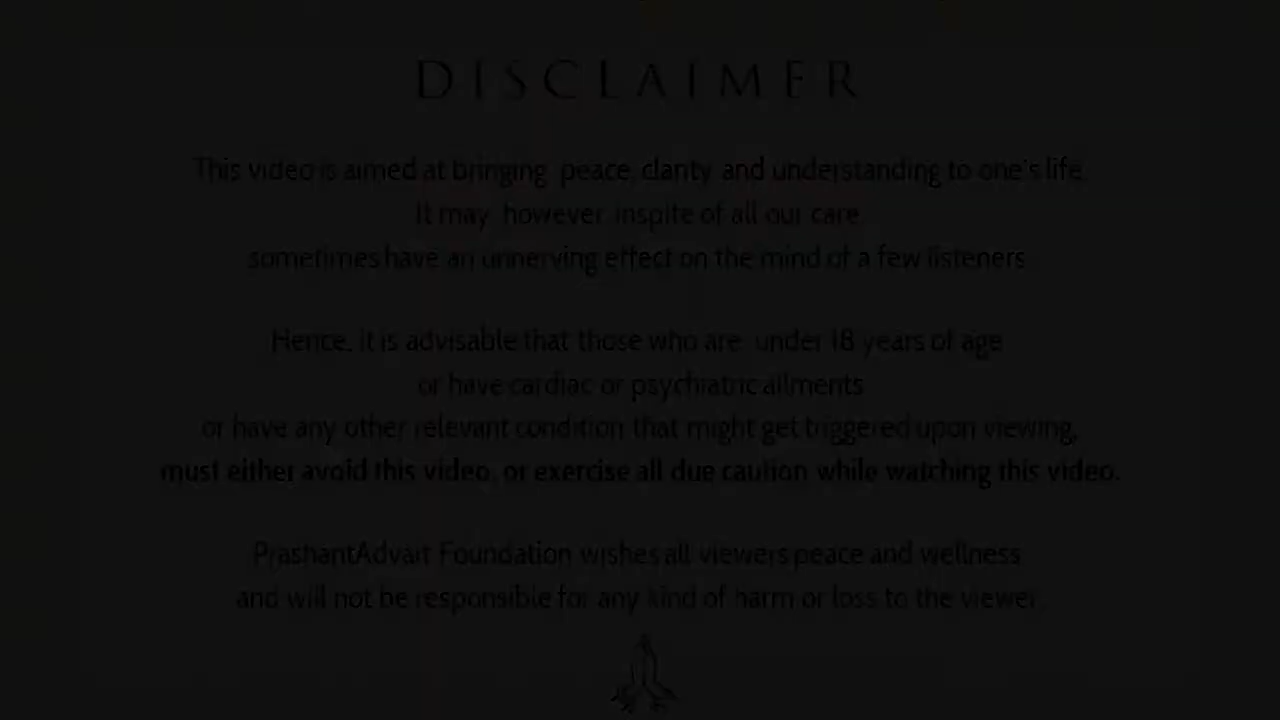 DISCLAIMER
This video is aimed at bringing peace, clarity and understanding to one's life.
It may, however, inspite of all our care
sometimes have an unnerving effect on the mind of a few listeners.
Hence, it is advisable that those who are, under 18 years of age
or have cardiac or psychiatric ailments
or have any other relevant condition that might get triggered upon viewing,
must either avoid this video, or exercise all due caution while watching this video.
PrashantAdvait Foundation wishes all viewers peace and wellness
and will not be responsible for any kind of harm or loss to the viewer.